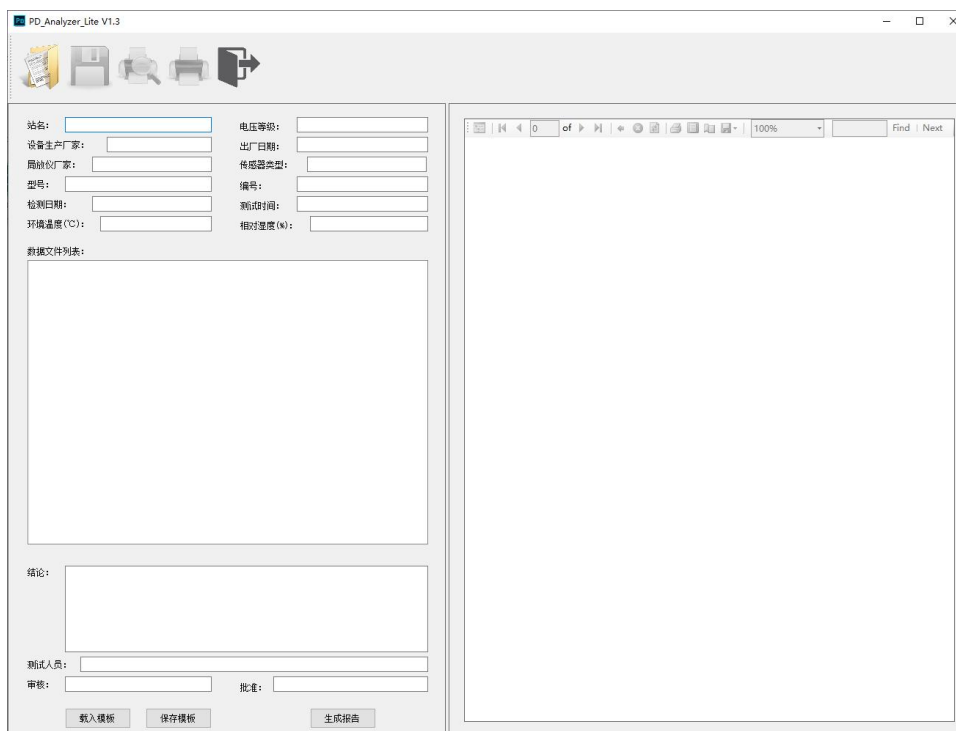 PD_Analyzer_Lite V1.3
站名: 电压等级:
设备生产厂家: 出厂日期:
局放仪厂家: 传感器类型:
型号: 编号:
检测日期: 测试时间:
环境温度(℃): 相对湿度(%):
数据文件列表:
结论:
测试人员:
审核: 批准:
载入模板 保存模板 生成报告
0 of 100% Find Next